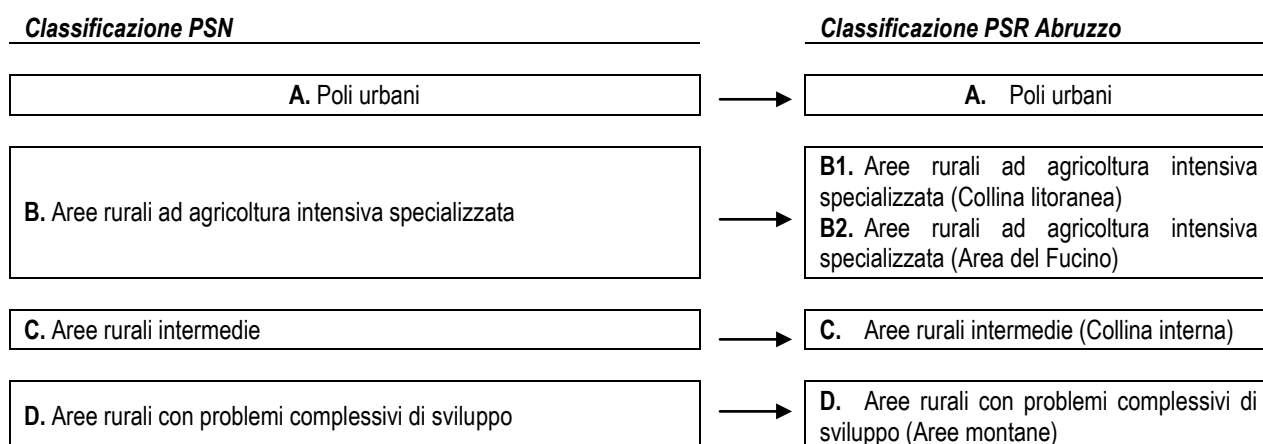 Classificazione PSN
Classificazione PSR Abruzzo
A. Poli urbani
A. Poli urbani
B. Aree rurali ad agricoltura intensiva specializzata
B1. Aree rurali ad agricoltura intensiva
specializzata (Collina litoranea)
B2. Aree rurali ad agricoltura intensiva
specializzata (Area del Fucino)
C. Aree rurali intermedie
C. Aree rurali intermedie (Collina interna)
D. Aree rurali con problemi complessivi di sviluppo
D. Aree rurali con problemi complessivi di
sviluppo (Aree montane)